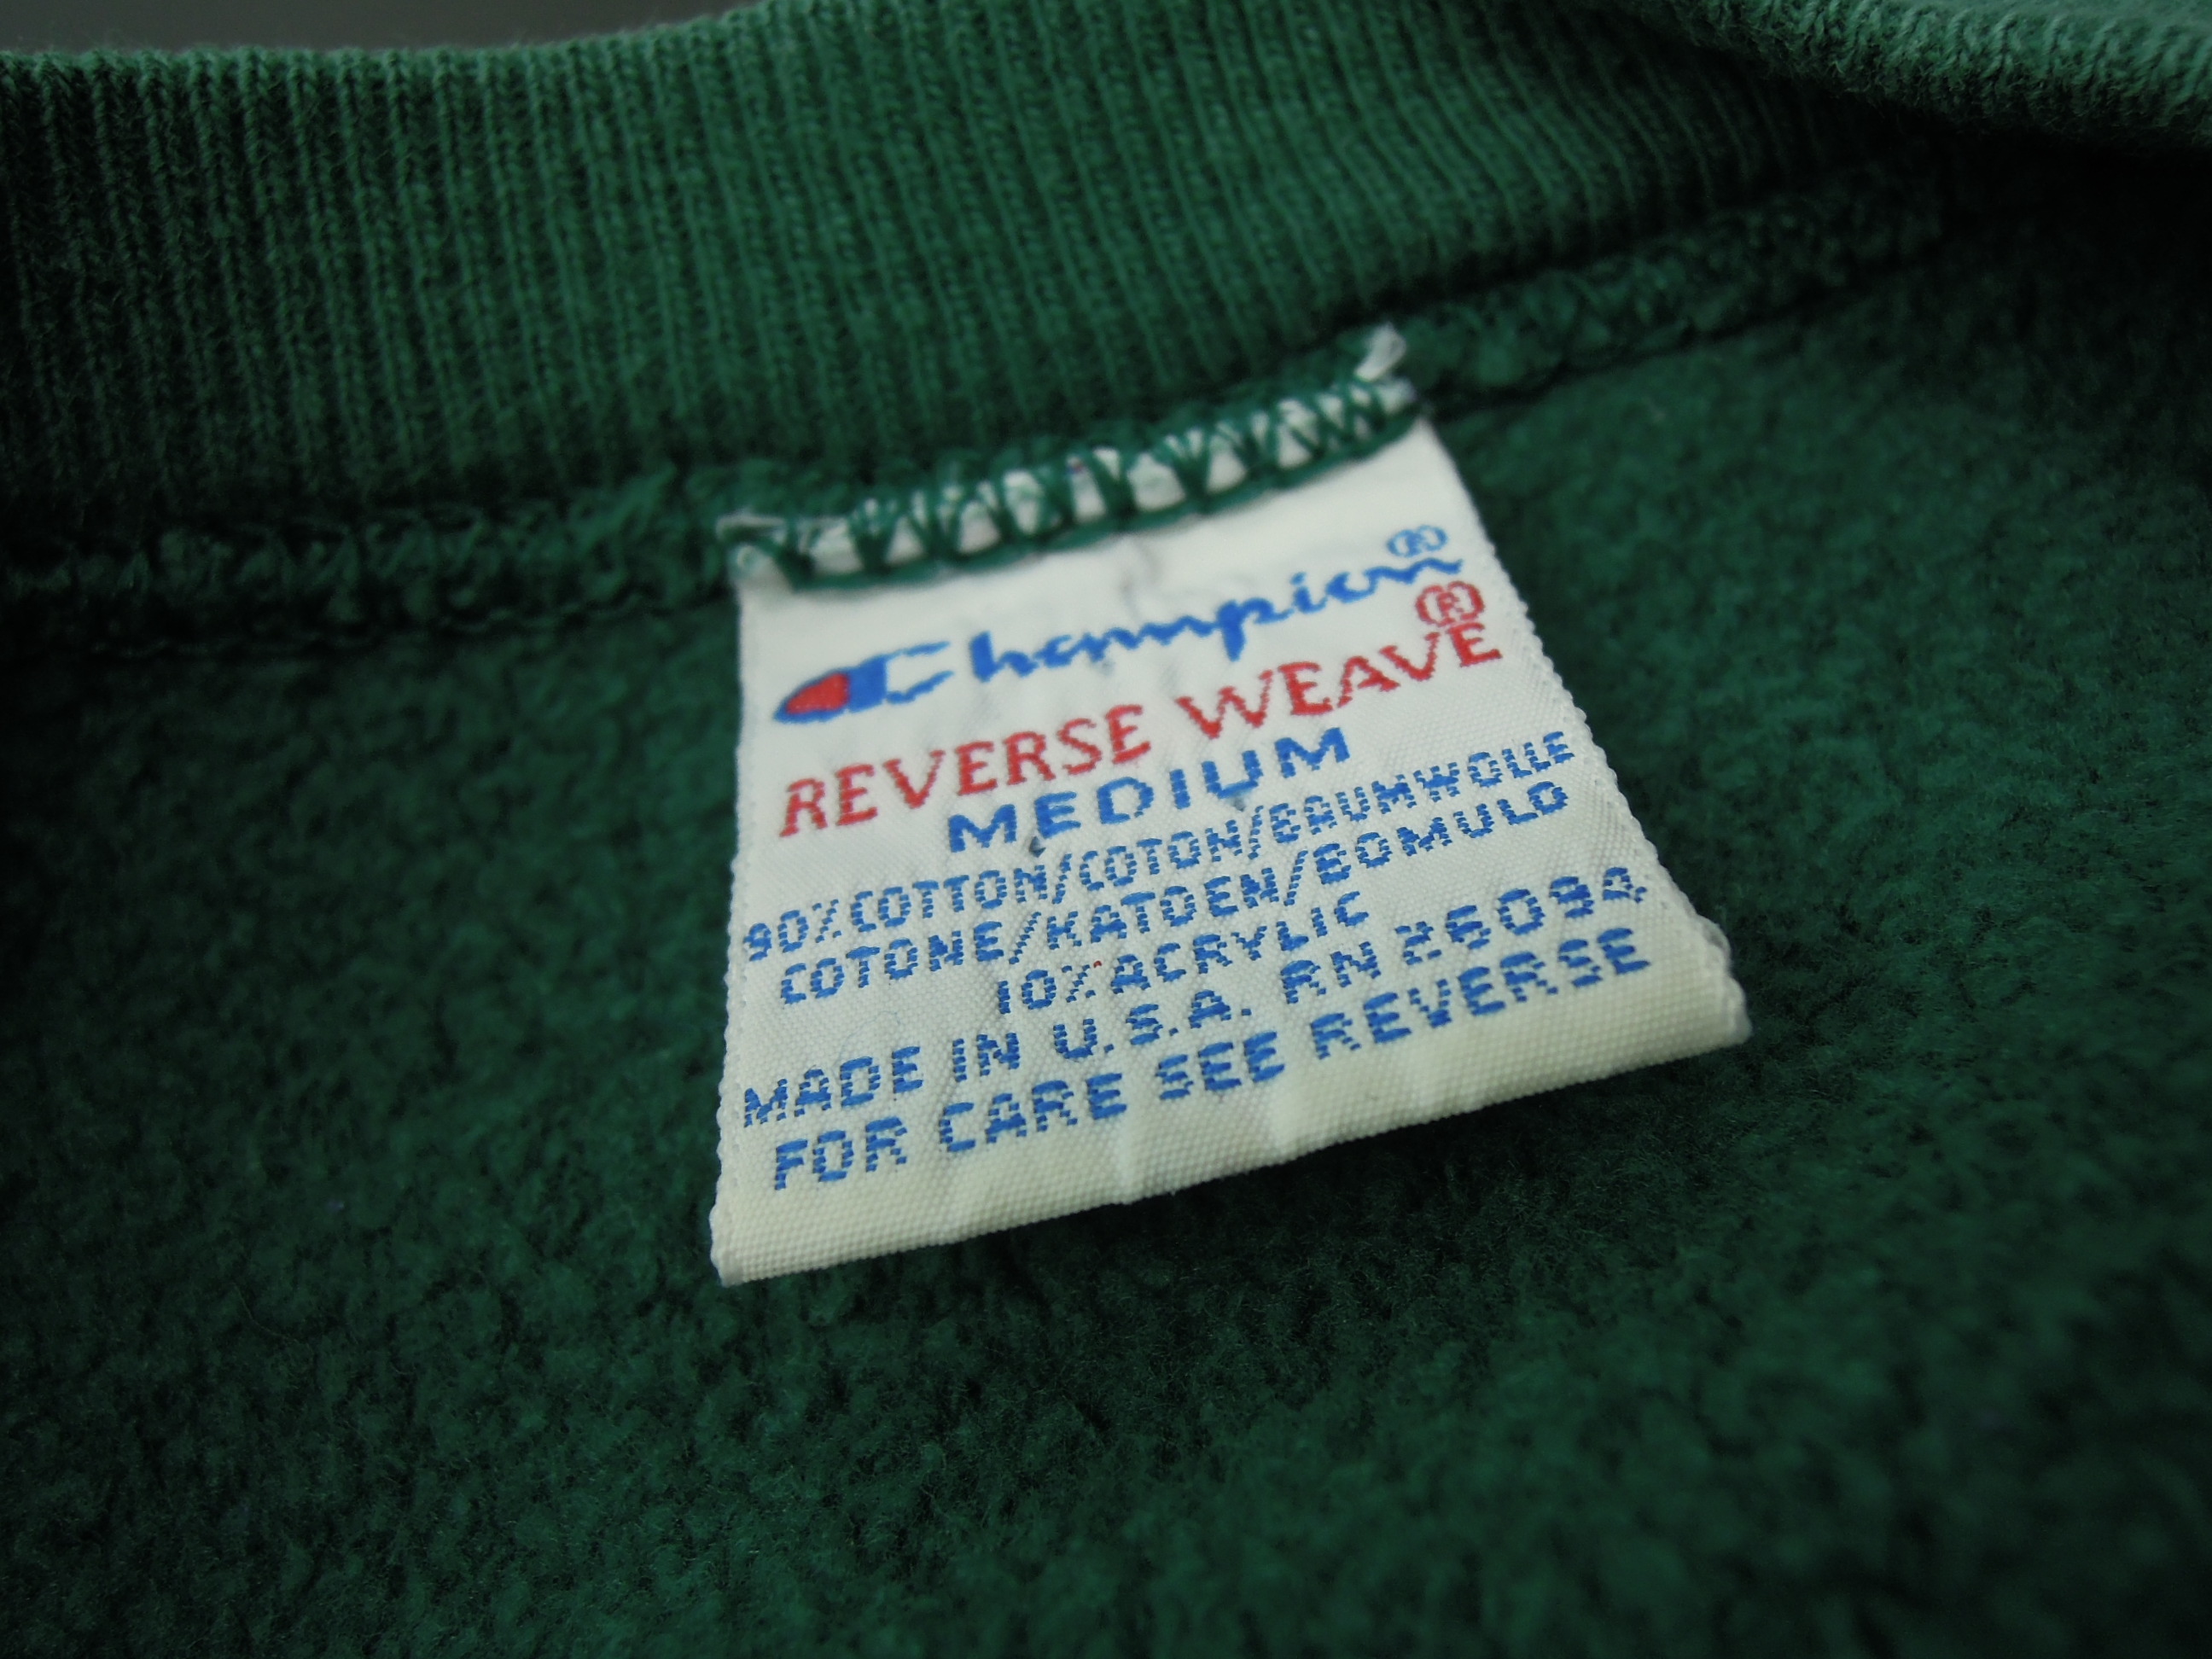 Champion®
REVERSE WEAVE®
MEDIUM
90%COTTON/COTON/BAUMWOLLE
COTONE/KATOEN/BOMULD
10%ACRYLIC
MADE IN U.S.A. RN 26094
FOR CARE SEE REVERSE